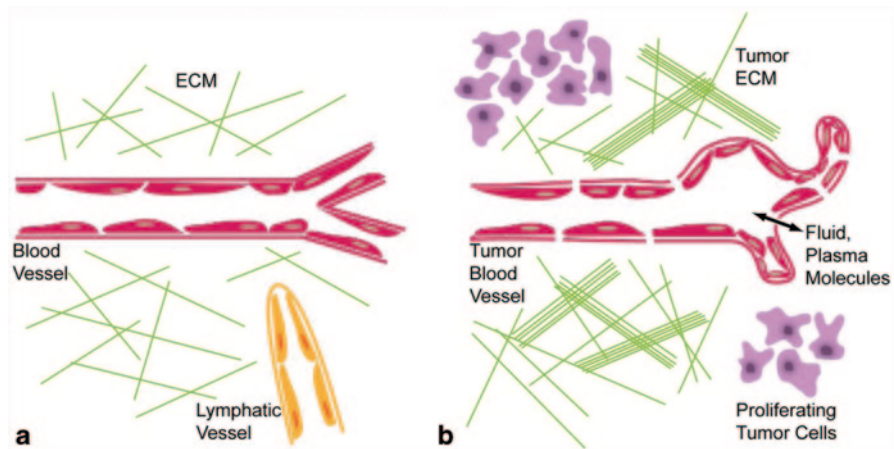 ECM
Blood
Vessel
Lymphatic
Vessel
a
Tumor
ECM
Tumor
Blood
Vessel
Fluid,
Plasma
Molecules
Proliferating
Tumor Cells
b